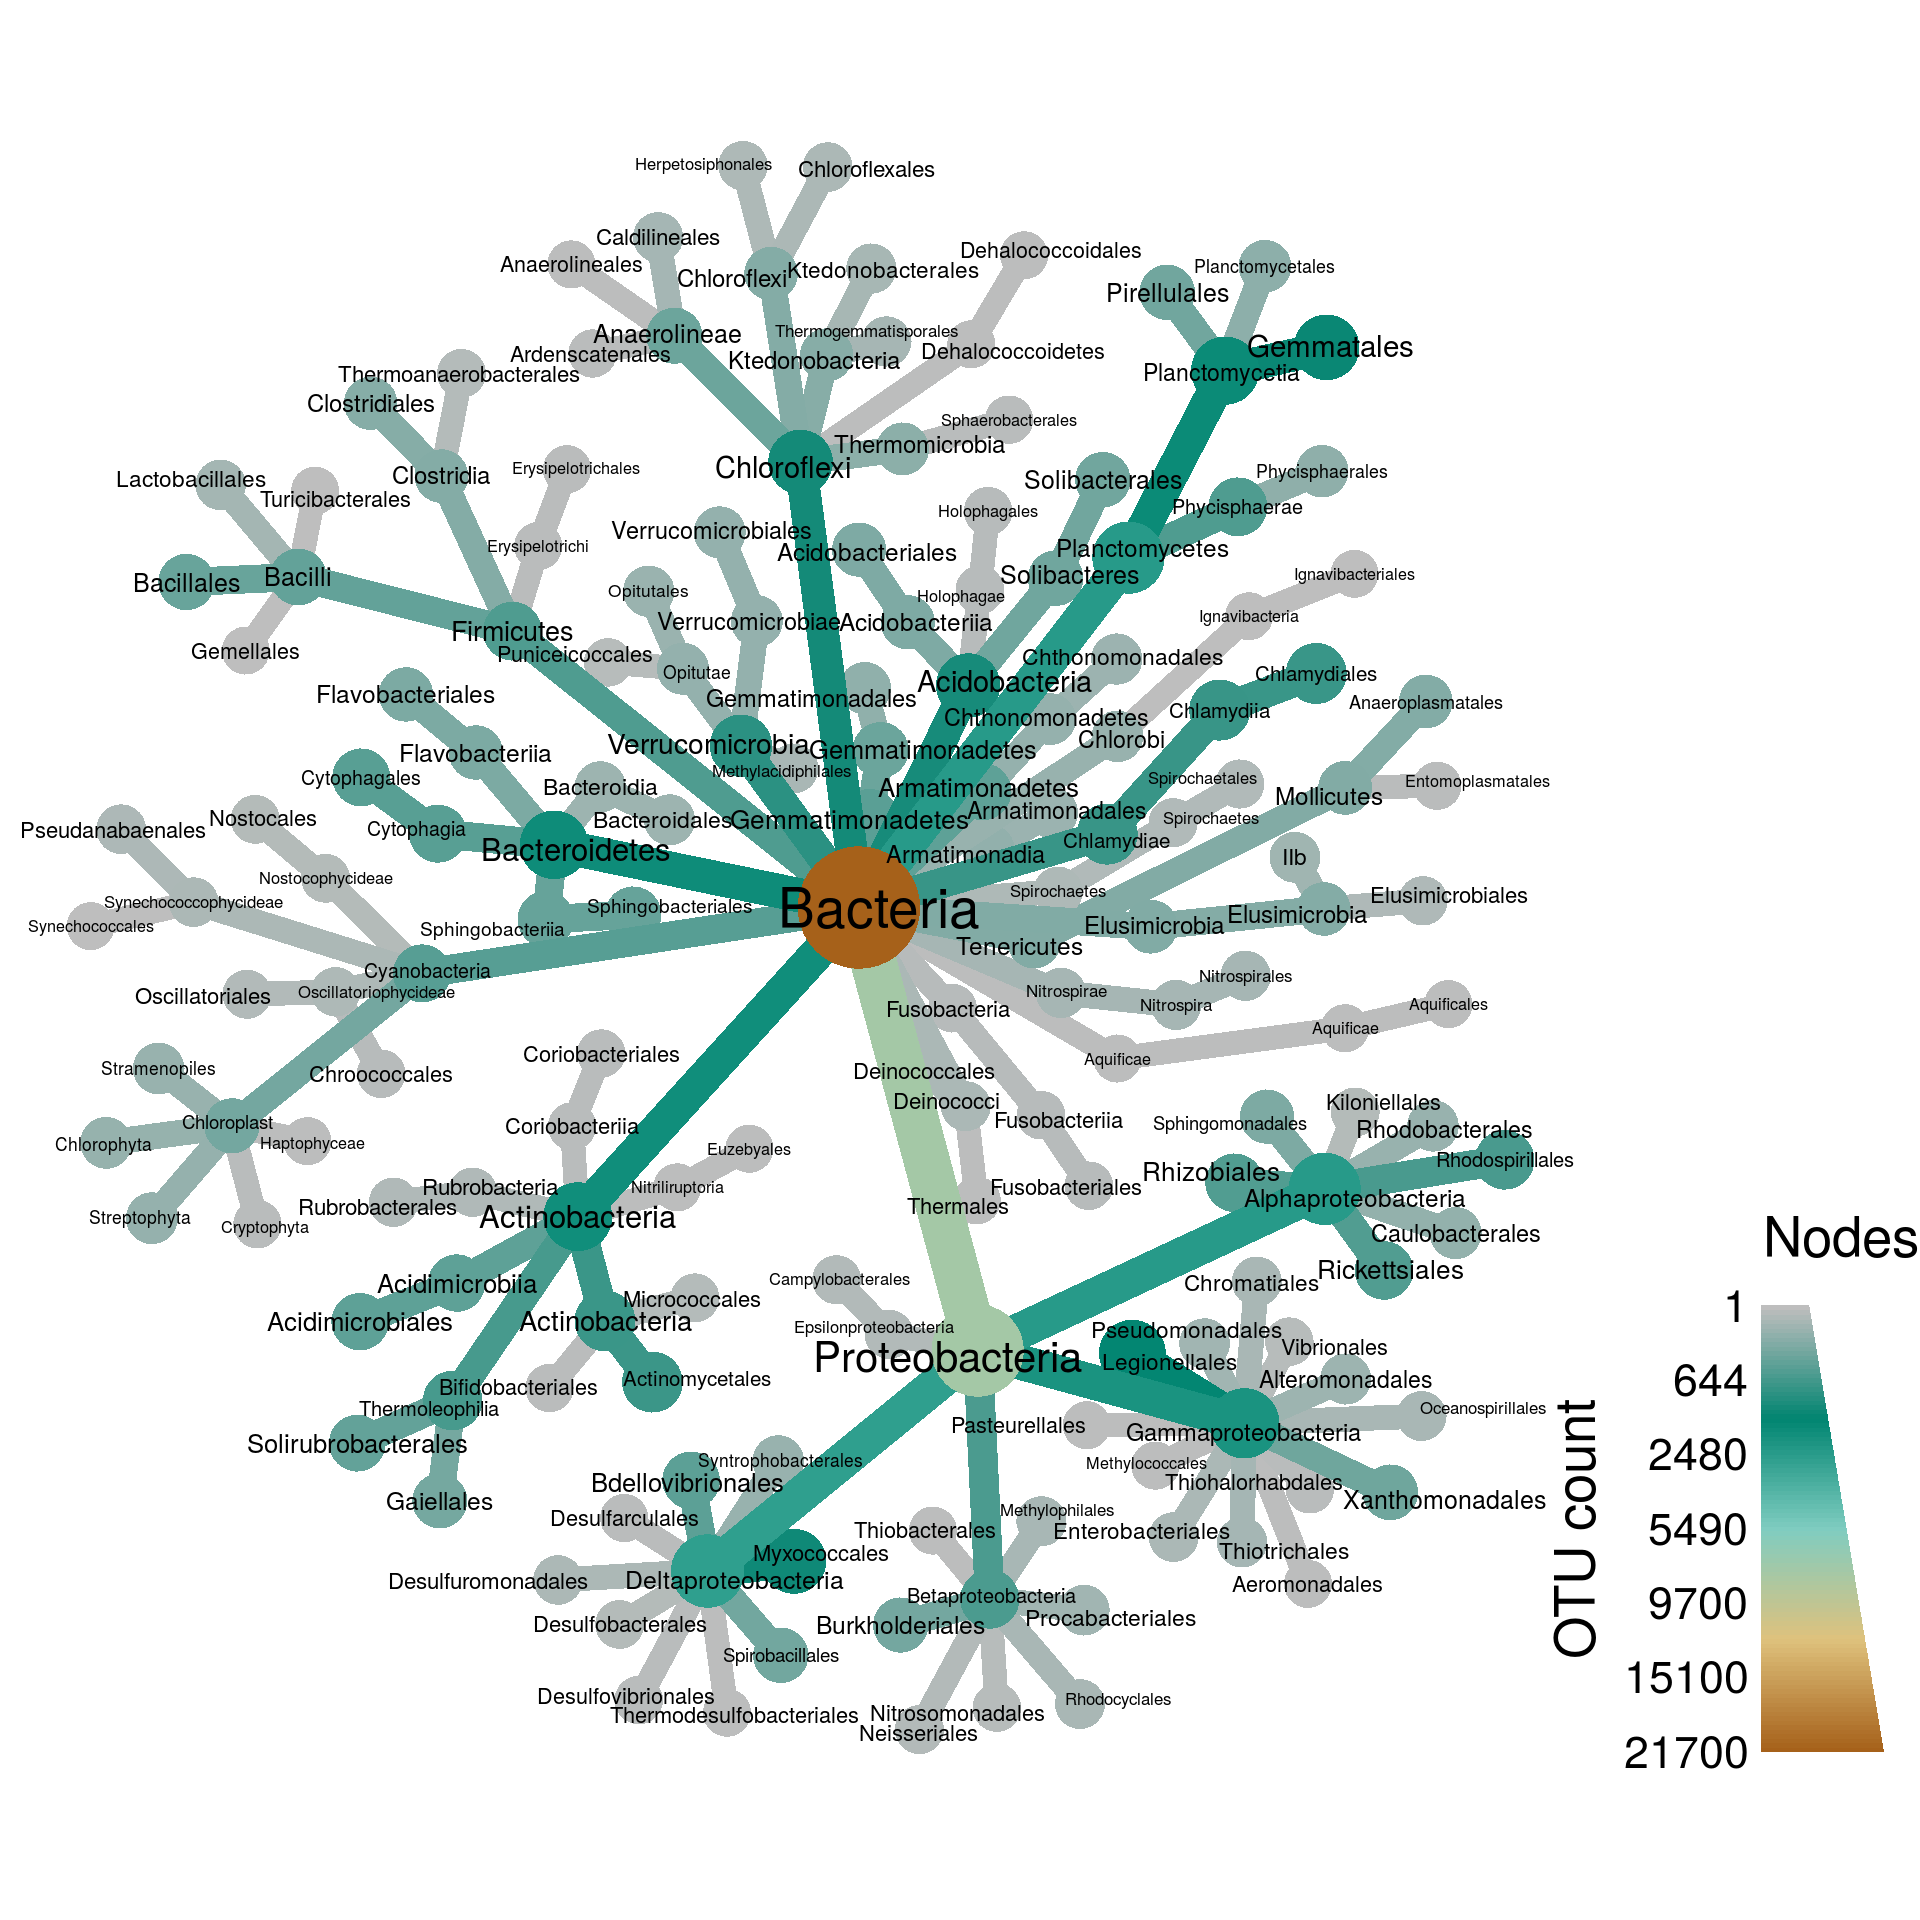 Herpetosiphonales
Chloroflexales
Caldilineales
Anaerolineales
Chloroflexi
Ktedonobacterales
Dehalococcoidales
Planctomycetales
Pirellulales
Anaerolineae
Thermogemmatisporales
Ardenscatenales
Ktedonobacteria
Dehalococcoidetes
Gemmatales
Planctomycetia
Thermoanaerobacterales
Clostridiales
Sphaerobacterales
Thermomicrobia
Chloroflexi
Erysipelotrichales
Clostridia
Lactobacillales
Turicibacterales
Solibacterales
Phycisphaerales
Holophagales
Phycisphaerae
Verrucomicrobiales
Acidobacteriales
Erysipelotrichi
Planctomycetes
Solibacteres
Ignavibacteriales
Bacillales
Bacilli
Opitutales
Holophagae
Ignavibacteria
Verrucomicrobiae
Acidobacteriia
Firmicutes
Gemellales
Puniceicoccales
Opitutae
Chthonomonadales
Chlamydiales
Acidobacteria
Flavobacteriales
Gemmatimonadales
Anaeroplasmatales
Chthonomonadetes
Chlamydiia
Chlorobi
Verrucomicrobia
Gemmatimonadetes
Flavobacteriia
Methylacidiphilales
Cytophagales
Bacteroidia
Armatimonadetes
Spirochaetales
Entomoplasmatales
Mollicutes
Armatimonadales
Spirochaetes
Nostocales
Pseudanabaenales
Cytophagia
Bacteroidales
Gemmatimonadetes
Chlamydiae
Bacteroidetes
Armatimonadia
IIb
Nostocophycideae
Spirochaetes
Elusimicrobiales
Synechococcophycideae
Sphingobacteriales
Bacteria
Elusimicrobia
Elusimicrobia
Synechococcales
Sphingobacteriia
Tenericutes
Cyanobacteria
Oscillatoriophycideae
Oscillatoriales
Nitrospirales
Nitrospirae
Nitrospira
Aquificales
Fusobacteria
Aquificae
Coriobacteriales
Aquificae
Stramenopiles
Chroococcales
Deinococcales
Deinococci
Kiloniellales
Chloroplast
Chlorophyta
Haptophyceae
Coriobacteriia
Fusobacteriia
Sphingomonadales
Rhodobacterales
Euzebyales
Rhodospirillales
Rubrobacteria
Nitriliruptoria
Fusobacteriales
Rhizobiales
Rubrobacterales
Thermales
Alphaproteobacteria
Streptophyta
Cryptophyta
Actinobacteria
Caulobacterales
Nodes
Acidimicrobiia
Campylobacterales
Chromatiales
Rickettsiales
Micrococcales
1
Acidimicrobiales
Actinobacteria
Epsilonproteobacteria
Pseudomonadales
Vibrionales
Proteobacteria
Legionellales
Bifidobacteriales
Actinomycetales
Alteromonadales
644
Thermoleophilia
Oceanospirillales
Pasteurellales
Gammaproteobacteria
Solirubrobacterales
Syntrophobacterales
Methylococcales
2480
Bdellovibrionales
Thiohalorhabdales
Gaiellales
Xanthomonadales
Desulfarculales
Methylophilales
Thiobacterales
Enterobacteriales
OTU count
5490
Myxococcales
Thiotrichales
Desulfuromonadales
Deltaproteobacteria
Aeromonadales
Betaproteobacteria
9700
Desulfobacterales
Burkholderiales
Procabacteriales
Spirobacillales
15100
Desulfovibrionales
Rhodocyclales
Thermodesulfobacteriales
Nitrosomonadales
Neisseriales
21700